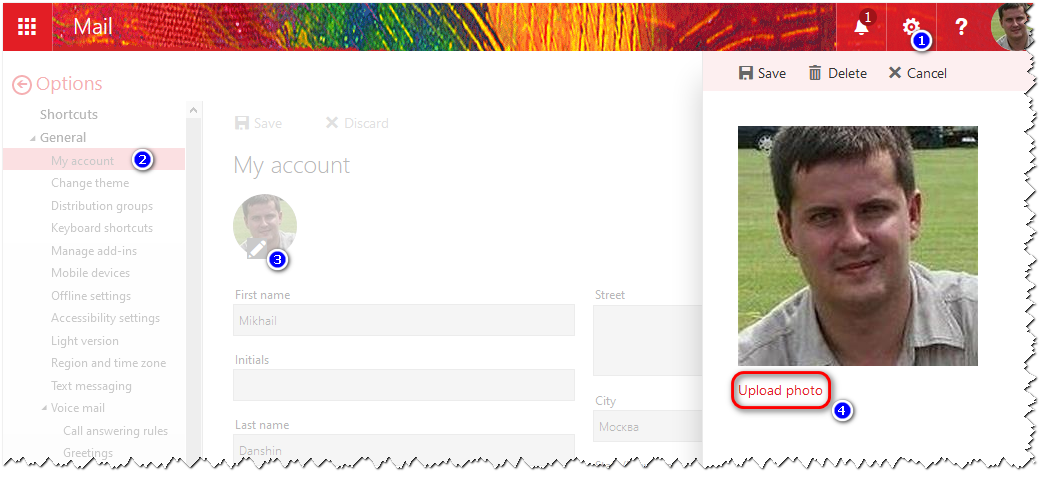 Mail
1
1
?
Options
Shortcuts
General
My account
2
Change theme
Distribution groups
Keyboard shortcuts
Manage add-ins
Mobile devices
Offline settings
Accessibility settings
Light version
Region and time zone
Text messaging
Voice mail
Call answering rules
Greetings
Save
Discard
My account
3
First name
Mikhail
Initials
Last name
Danshin
Street
City
Москва
Save
Delete
Cancel
Upload photo
4